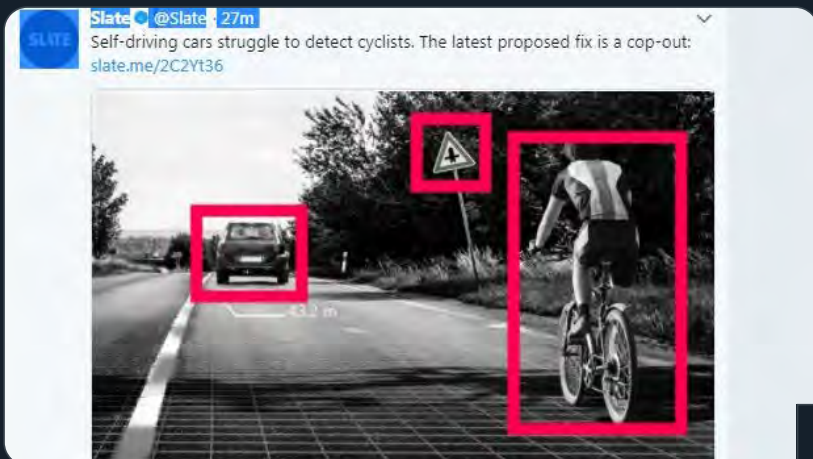 Slate @Slate · 27m
SLATE
Self-driving cars struggle to detect cyclists. The latest proposed fix is a cop-out:
slate.me/2C2Yt36
43.2 m